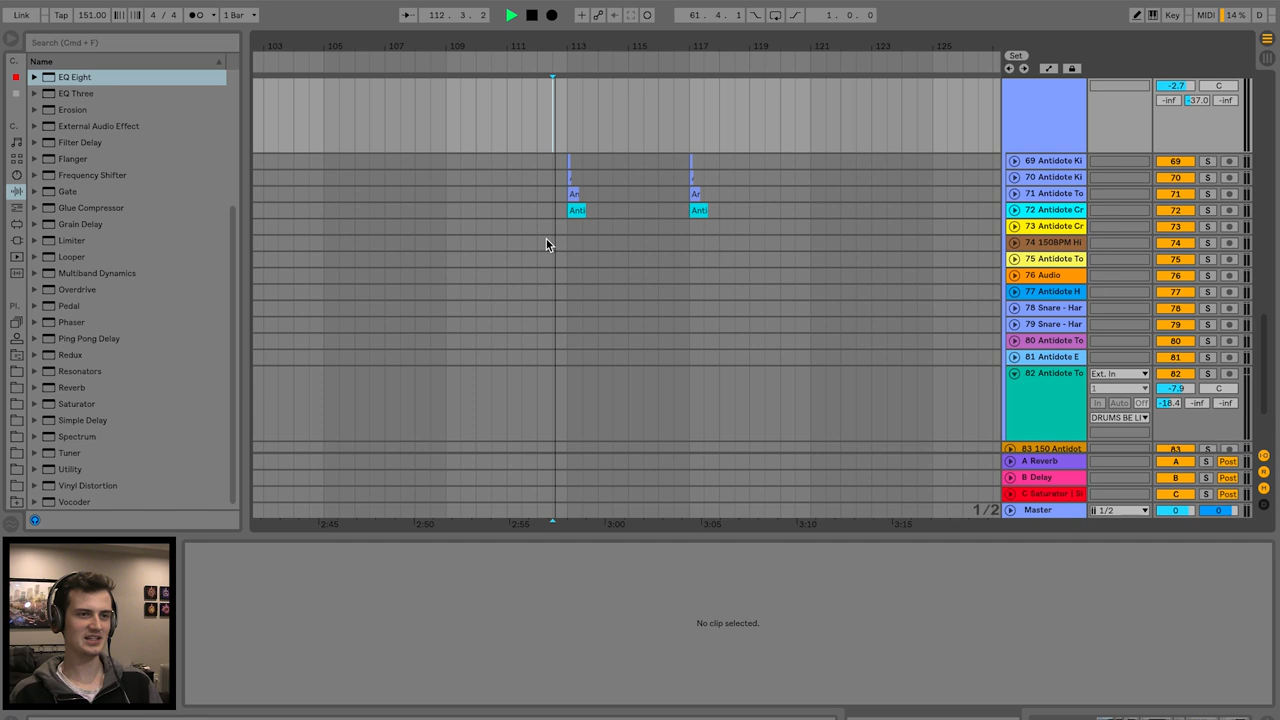 Link Tap 151.00 4 / 4 1 Bar 112 . 3 . 2 61 . 4 . 1 1 . 0 . 0 Key MIDI 14 % D
Search (Cmd + F)
103 105 107 109 111 113 115 117 119 121 123 125
Set
C. Name
EQ Eight
EQ Three
Erosion
C. External Audio Effect
Filter Delay
Flanger
Frequency Shifter
Gate
Glue Compressor
Grain Delay
Limiter
Looper
Multiband Dynamics
Overdrive
Pl. Pedal
Phaser
Ping Pong Delay
Redux
Resonators
Reverb
Saturator
Simple Delay
Spectrum
Tuner
Utility
Vinyl Distortion
Vocoder
-2.7 C
-inf -37.0 -inf
69 Antidote Ki 69 S
70 Antidote Ki 70 S
Ar Ar 71 Antidote To 71 S
Anti Anti 72 Antidote Cr 72 S
73 Antidote Cr 73 S
74 1508PM Hi 74 S
75 Antidote To 75 S
76 Audio 76 S
77 Antidote H 77 S
78 Snare - Har 78 S
79 Snare - Har 79 S
80 Antidote To 80 S
81 Antidote E 81 S
82 Antidote To Ext. In 82 S
1 -7.9 C
In Auto Off -18.4 -inf -inf
DRUMS BE LI
83 150 Antidot 83 S
A Reverb A S Post
B Delay B S Post
C Saturator | Si C S Post
1/2 Master 1/2 0 0
2:45 2:50 2:55 3:00 3:05 3:10 3:15
No clip selected.